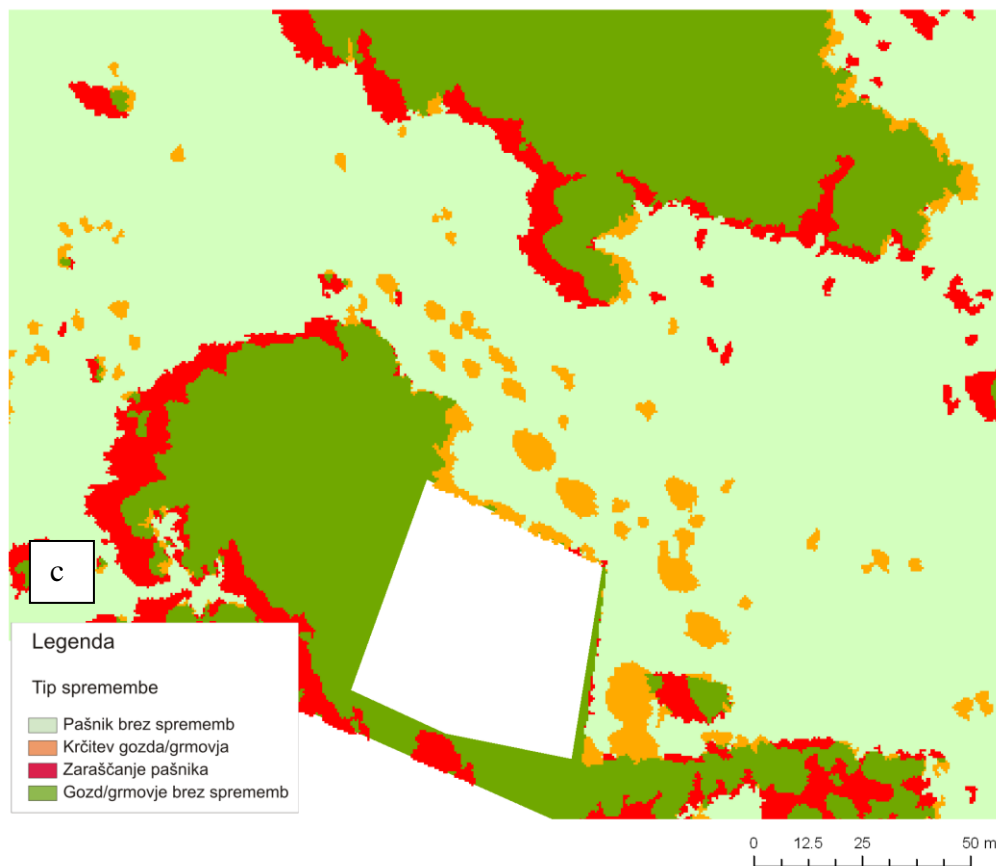 c
Legenda
Tip spremembe
Pašnik brez sprememb
Krčitev gozda/grmovja
Zaraščanje pašnika
Gozd/grmovje brez sprememb
0 12.5 25 50 m